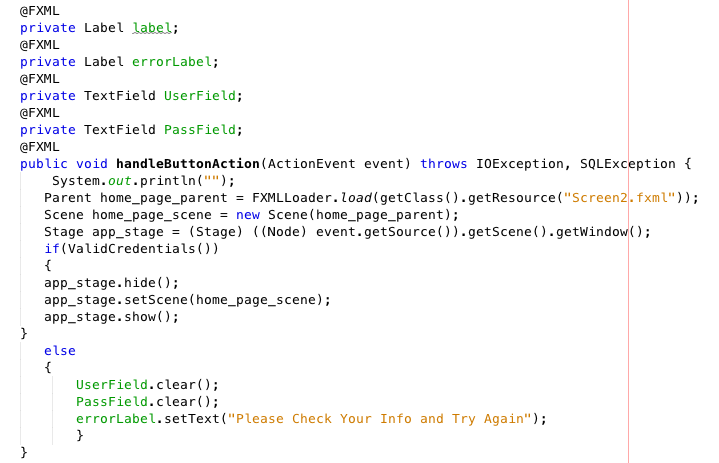 @FXML
private Label label;
@FXML
private Label errorLabel;
@FXML
private TextField UserField;
@FXML
private TextField PassField;
@FXML
public void handleButtonAction(ActionEvent event) throws IOException, SQLException {
System.out.println("");
Parent home_page_parent = FXMLLoader.load(getClass().getResource("Screen2.fxml"));
Scene home_page_scene = new Scene(home_page_parent);
Stage app_stage = (Stage) ((Node) event.getSource()).getScene().getWindow();
if(ValidCredentials())
{
app_stage.hide();
app_stage.setScene(home_page_scene);
app_stage.show();
}
else
{
UserField.clear();
PassField.clear();
errorLabel.setText("Please Check Your Info and Try Again");
}
}